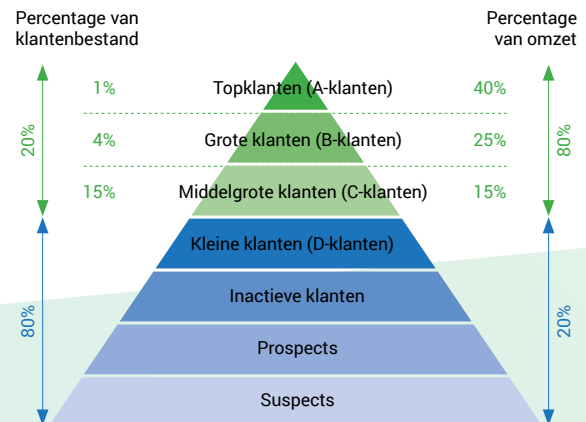 Percentage van
klantenbestand
Percentage
van omzet
1% Topklanten (A-klanten) 40%
20%
4% Grote klanten (B-klanten) 25%
80%
15% Middelgrote klanten (C-klanten) 15%
Kleine klanten (D-klanten)
Inactieve klanten
80%
20%
Prospects
Suspects